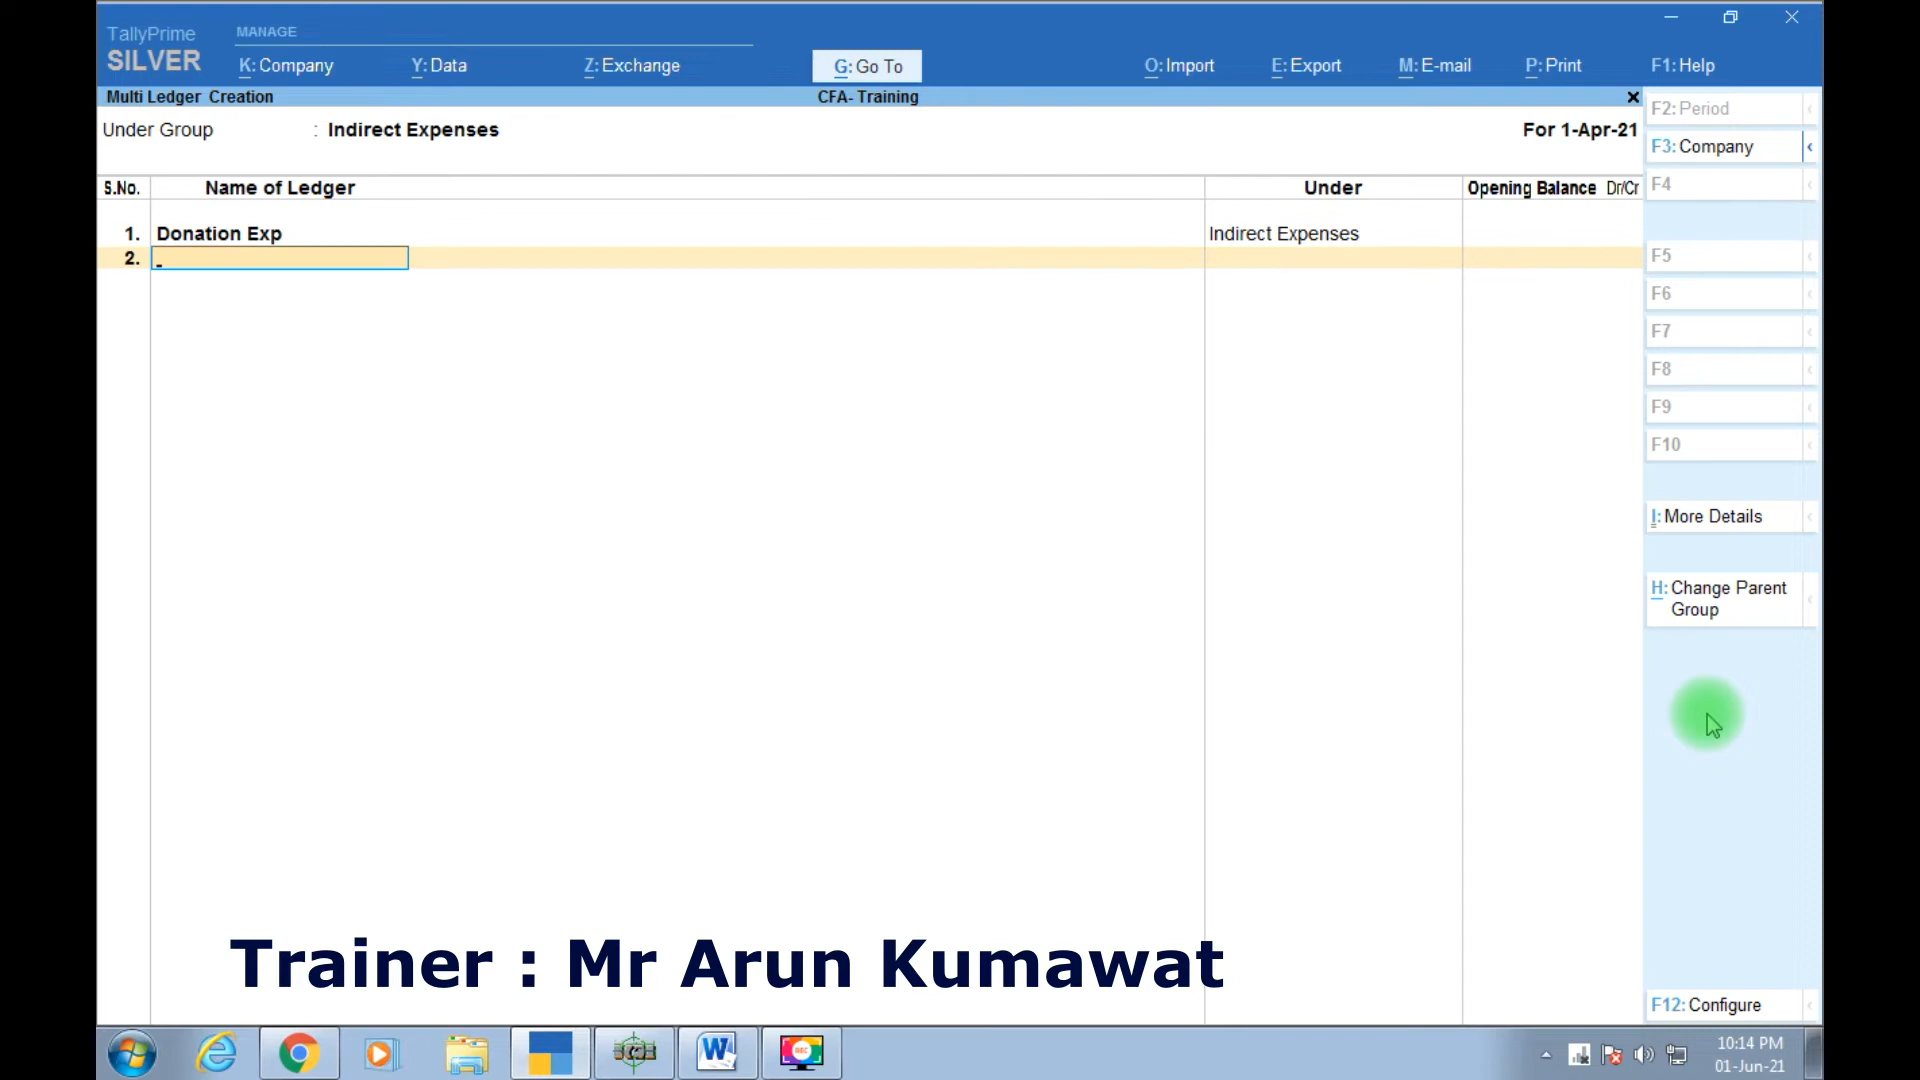 TallyPrime
SILVER
MANAGE
K: Company
Y: Data
Z: Exchange
G: Go To
O: Import
E: Export
M: E-mail
P: Print
F1: Help
Multi Ledger Creation
CFA- Training
Under Group : Indirect Expenses
For 1-Apr-21
S.No.
Name of Ledger
Under
Opening Balance Dr/Cr
1. Donation Exp
Indirect Expenses
2.
F2: Period
F3: Company
F4
F5
F6
F7
F8
F9
F10
I: More Details
H: Change Parent
Group
F12: Configure
Trainer : Mr Arun Kumawat
10:14 PM
01-Jun-21